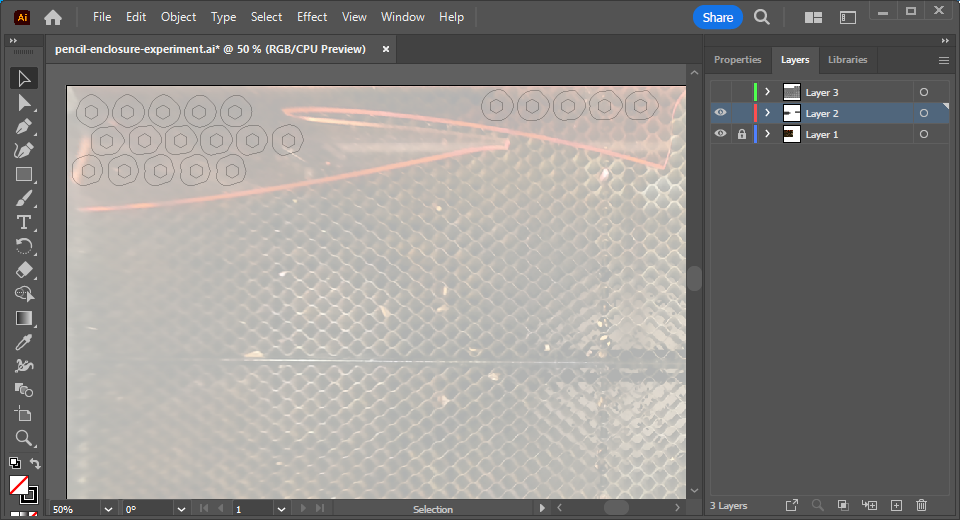 Ai File Edit Object Type Select Effect View Window Help Share
pencil-enclosure-experiment.ai* @ 50 % (RGB/CPU Preview) ×
Properties Layers Libraries
Layer 3
Layer 2
Layer 1
T
50% 0° 1 Selection
3 Layers